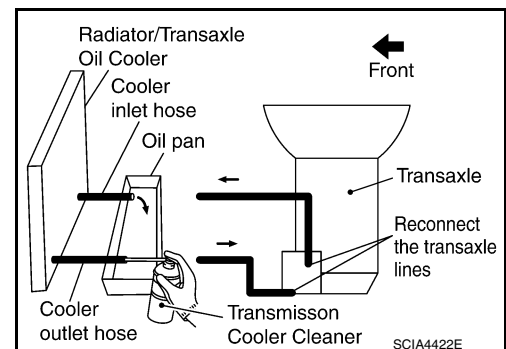 Radiator/Transaxle
Oil Cooler
Cooler
inlet hose
Oil pan
Front
Transaxle
Reconnect
the transaxle
lines
Cooler
outlet hose
Transmisson
Cooler Cleaner
SCIA4422E